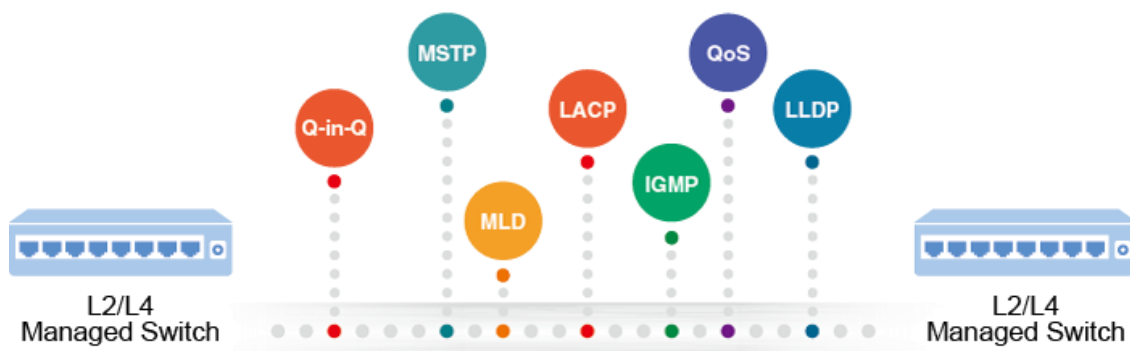 MSTP
QoS
Q-in-Q
LACP
LLDP
MLD
IGMP
L2/L4
Managed Switch
L2/L4
Managed Switch